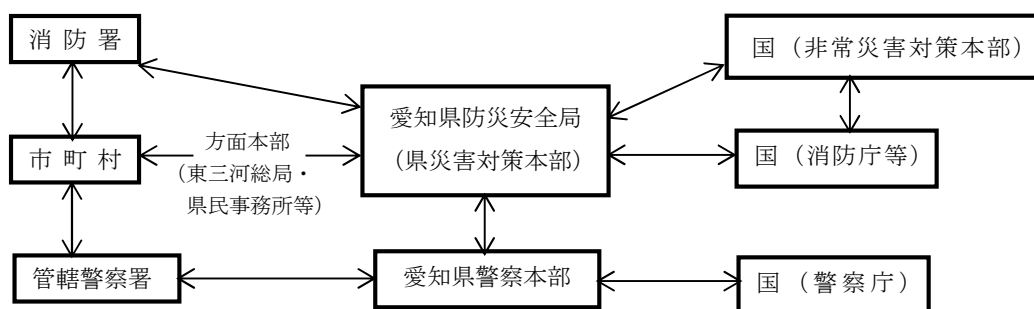 消防署
国(非常災害対策本部)
愛知県防災安全局
(県災害対策本部)
市町村
方面本部
(東三河総局・
県民事務所等)
国(消防庁等)
管轄警察署
愛知県警察本部
国(警察庁)